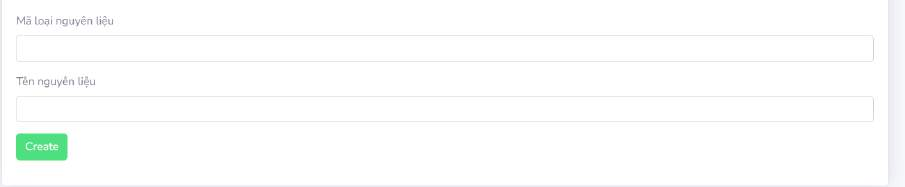 Mã loại nguyên liệu
Tên nguyên liệu
Create